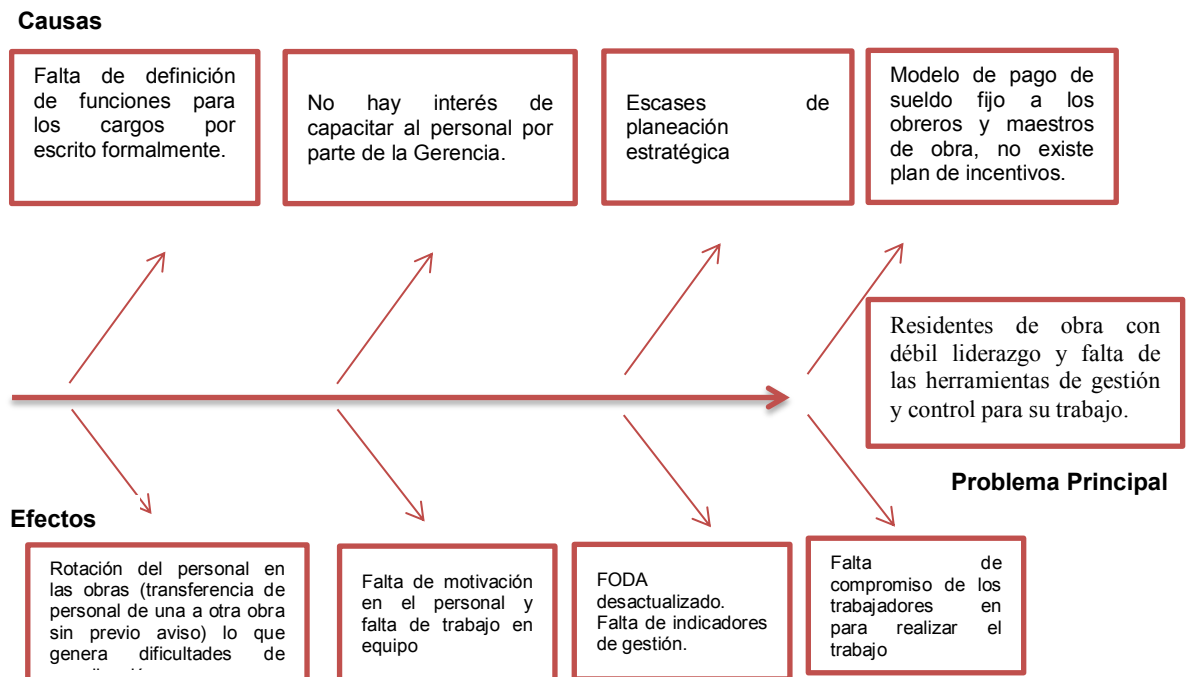 Causas
Falta de definición
de funciones para
los cargos por
escrito formalmente.
No hay interés de
capacitar al personal por
parte de la Gerencia.
Escases de
planeación
estratégica
Modelo de pago de
sueldo fijo a los
obreros y maestros
de obra, no existe
plan de incentivos.
Residentes de obra con
débil liderazgo y falta de
las herramientas de gestión
y control para su trabajo.
Problema Principal
Efectos
Rotación del personal en
las obras (transferencia de
personal de una a otra obra
sin previo aviso) lo que
genera dificultades de
Falta de motivación
en el personal y
falta de trabajo en
equipo
FODA
desactualizado.
Falta de indicadores
de gestión.
Falta de
compromiso de los
trabajadores en
para realizar el
trabajo